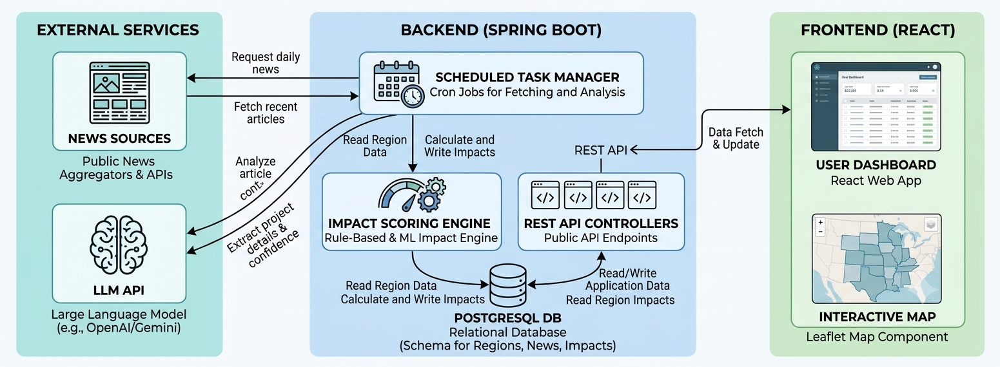 EXTERNAL SERVICES
NEWS SOURCES
Public News
Aggregators & APIs
LLM API
Large Language Model
(e.g., OpenAI/Gemini)
Request daily
news
Fetch recent
articles
Analyze
article
Extract project
details &
confidence
BACKEND (SPRING BOOT)
SCHEDULED TASK MANAGER
Cron Jobs for Fetching and Analysis
Read Region
Data
Calculate and
Write Impacts
IMPACT SCORING ENGINE
Rule-Based & ML Impact Engine
REST API
REST API CONTROLLERS
Public API Endpoints
Read Region Data
Calculate and Write Impacts
Read/Write
Application Data
Read Region Impacts
POSTGRESQL DB
Relational Database
(Schema for Regions, News, Impacts)
Data Fetch
& Update
FRONTEND (REACT)
User Dashboard
USER DASHBOARD
React Web App
+
−
INTERACTIVE MAP
Leaflet Map Component